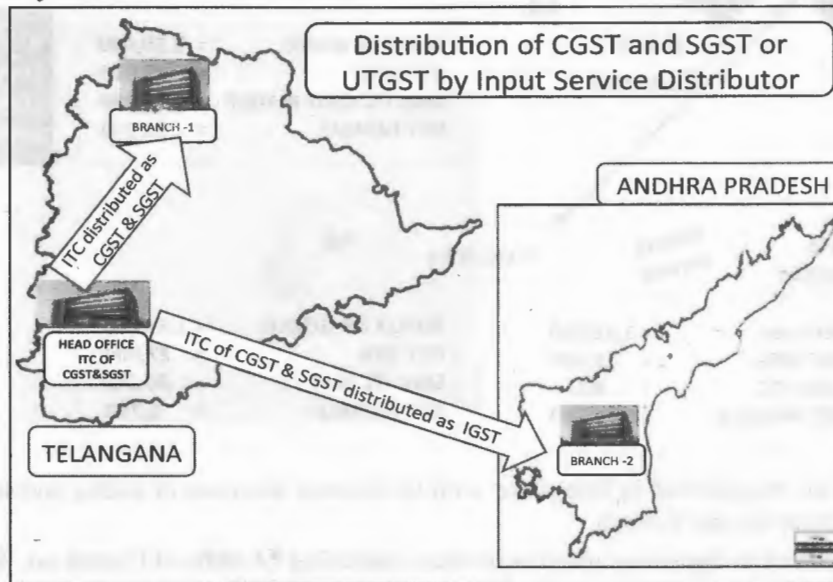 Distribution of CGST and SGST or
UTGST by Input Service Distributor
BRANCH -1
ITC distributed as
CGST & SGST
ANDHRA PRADESH
HEAD OFFICE
ITC OF
CGST&SGST
ITC of CGST & SGST distributed as IGST
TELANGANA
BRANCH -2